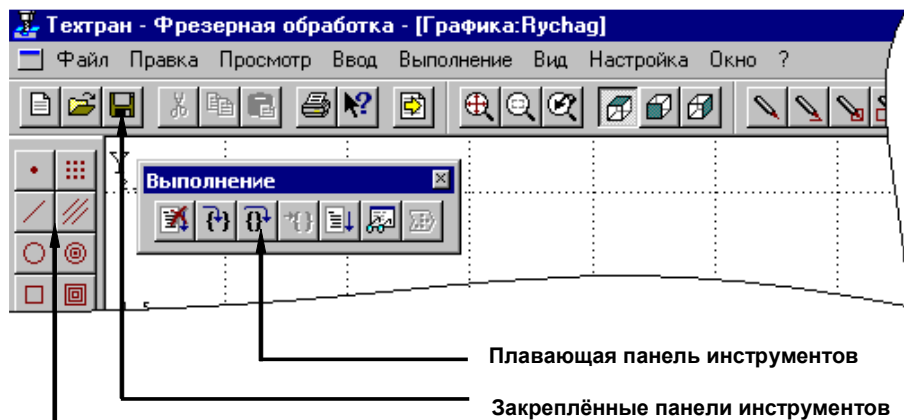 Техтран - Фрезерная обработка - [Графика:Rychag]
Файл Правка Просмотр Ввод Выполнение Вид Настройка Окно ?
Выполнение
Плавающая панель инструментов
Закреплённые панели инструментов